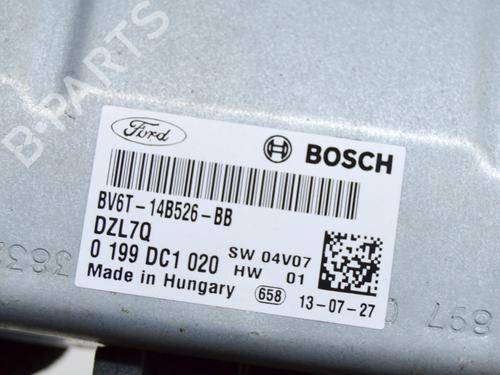 B-PARTS
Ford
BOSCH
BV6T-14B526-BB
DZL7Q
0 199 DC1 020
SW 04V07
HW 01
Made in Hungary
658
13-07-27